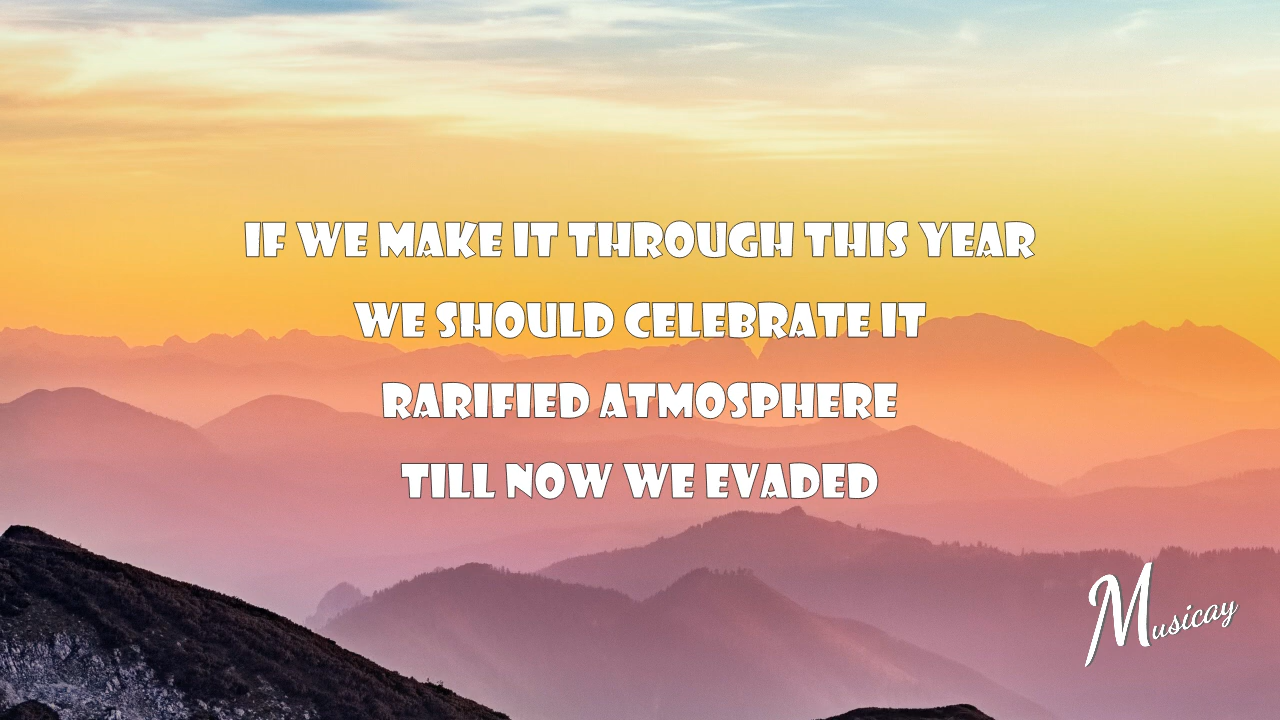 IF WE MAKE IT THROUGH THIS YEAR
WE SHOULD CELEBRATE IT
RARIFIED ATMOSPHERE
TILL NOW WE EVADED
Musicay